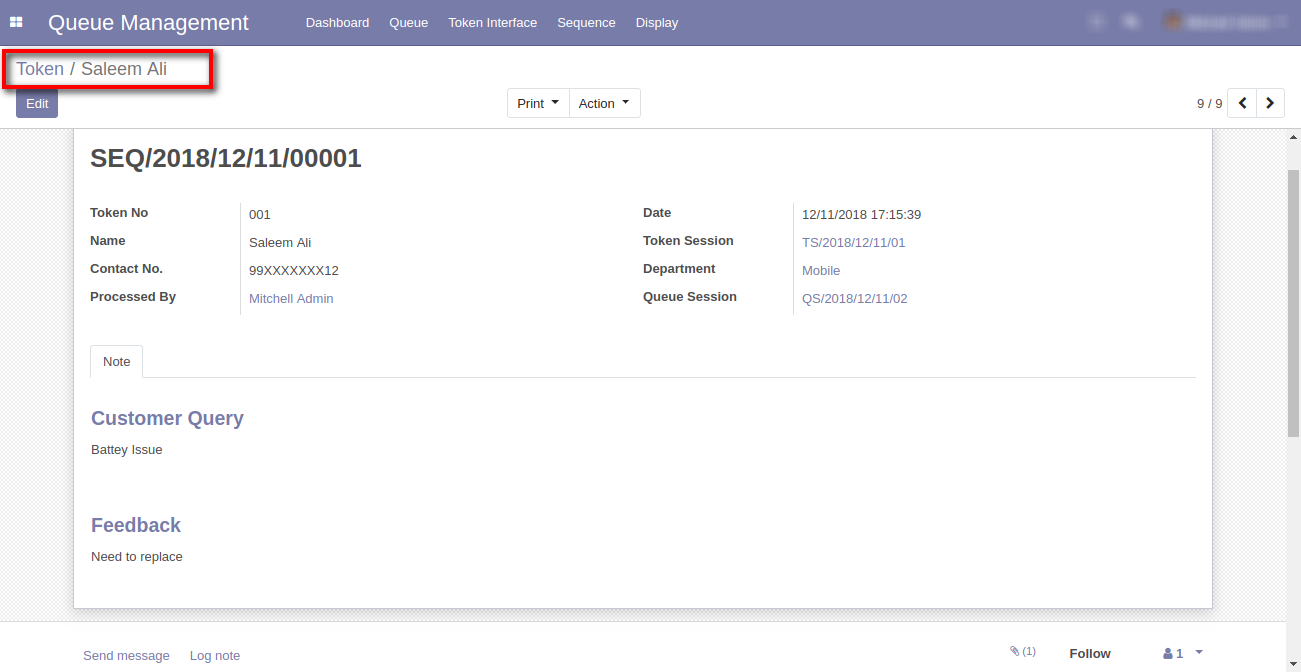 Queue Management Dashboard Queue Token Interface Sequence Display
Token / Saleem Ali
Edit Print Action 9 / 9
SEQ/2018/12/11/00001
Token No 001 Date 12/11/2018 17:15:39
Name Saleem Ali Token Session TS/2018/12/11/01
Contact No. 99XXXXXXX12 Department Mobile
Processed By Mitchell Admin Queue Session QS/2018/12/11/02
Note
Customer Query
Battey Issue
Feedback
Need to replace
Send message Log note (1) Follow 1